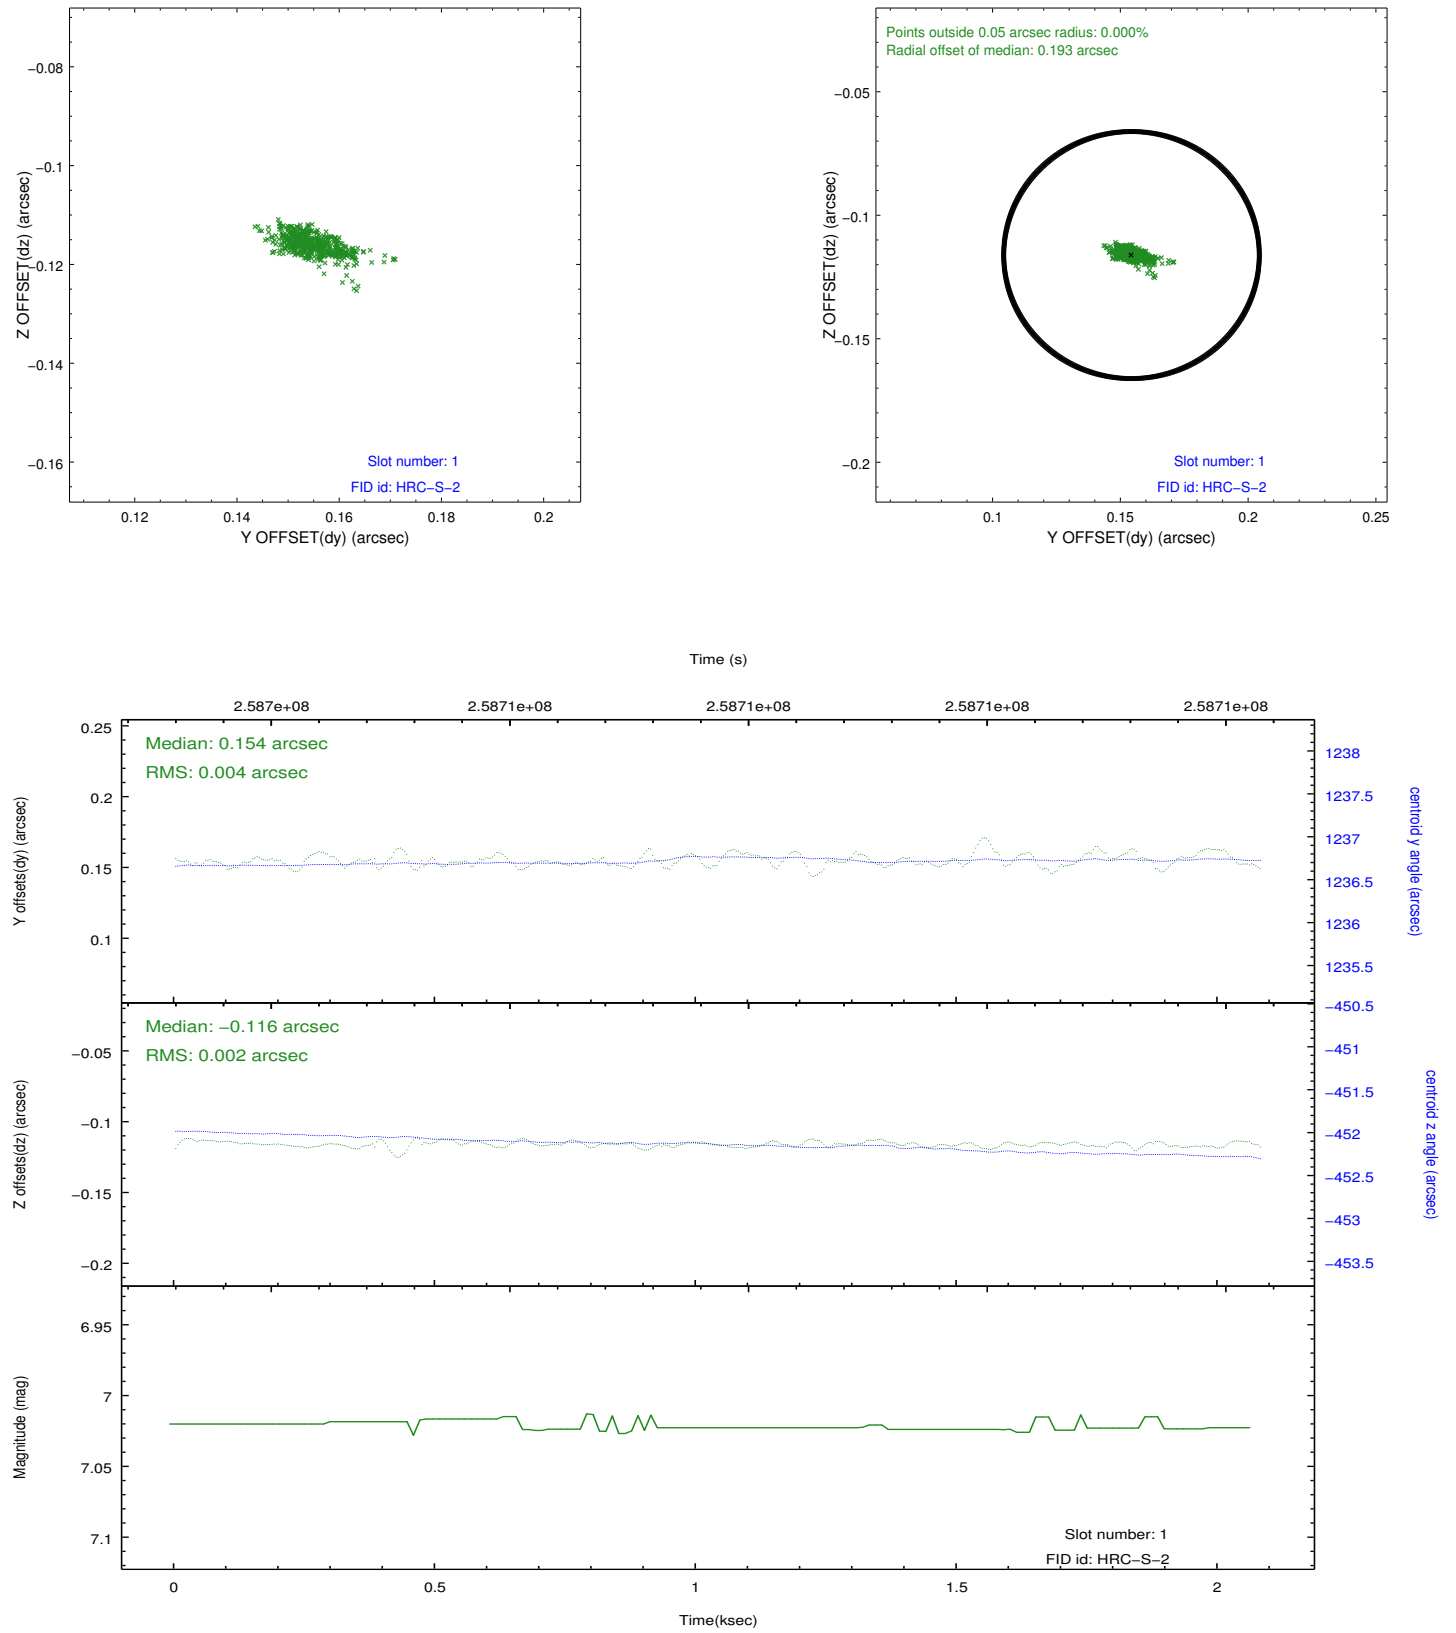 −0.08
−0.1
−0.12
−0.14
−0.16
Z OFFSET(dz) (arcsec)
Slot number: 1
FID id: HRC−S−2
0.12 0.14 0.16 0.18 0.2
Y OFFSET(dy) (arcsec)
Points outside 0.05 arcsec radius: 0.000%
Radial offset of median: 0.193 arcsec
−0.05
−0.1
−0.15
−0.2
Z OFFSET(dz) (arcsec)
Slot number: 1
FID id: HRC−S−2
0.1 0.15 0.2 0.25
Y OFFSET(dy) (arcsec)
Time (s)
2.587e+08 2.5871e+08 2.5871e+08 2.5871e+08 2.5871e+08
Median: 0.154 arcsec
RMS: 0.004 arcsec
0.25
0.2
0.15
0.1
Y offsets(dy) (arcsec)
1238
1237.5
1237
1236.5
1236
1235.5
centroid y angle (arcsec)
Median: −0.116 arcsec
RMS: 0.002 arcsec
−0.05
−0.1
−0.15
−0.2
Z offsets(dz) (arcsec)
−450.5
−451
−451.5
−452
−452.5
−453
−453.5
centroid z angle (arcsec)
6.95
7
7.05
7.1
Magnitude (mag)
Slot number: 1
FID id: HRC−S−2
0 0.5 1 1.5 2
Time(ksec)